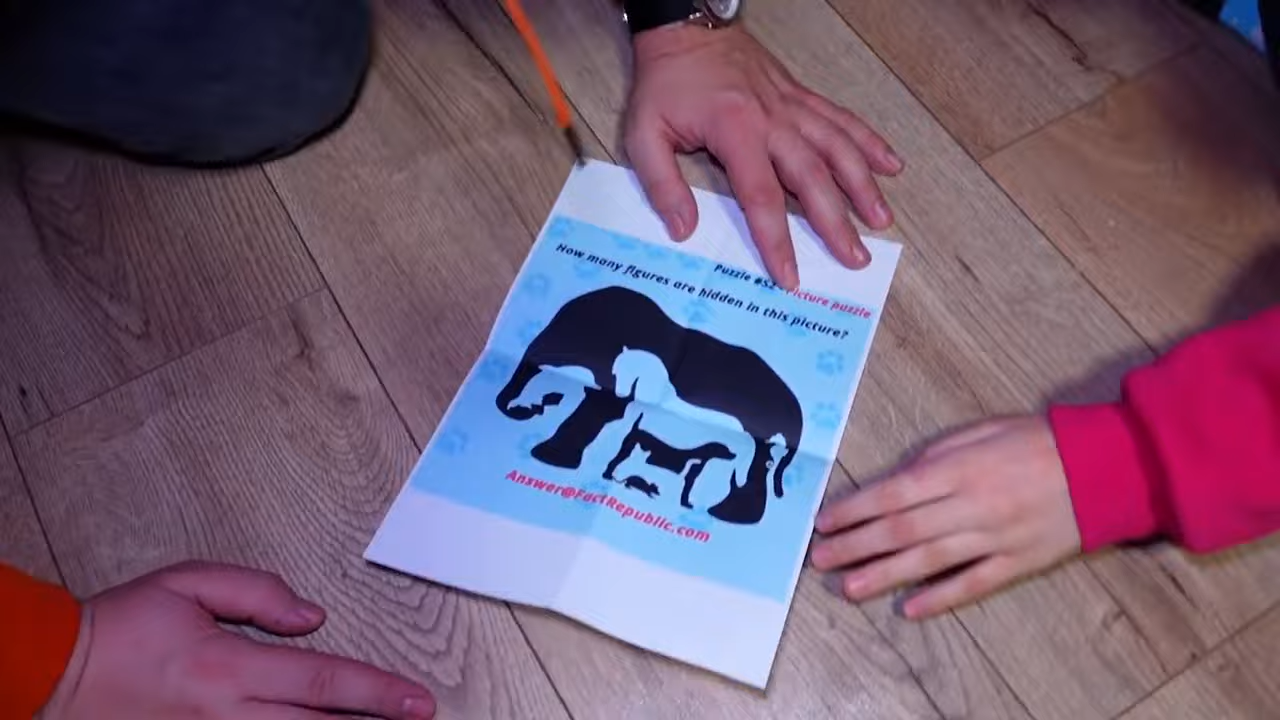 Puzzle #52 - Picture puzzle
How many figures are hidden in this picture?
Answer@FactRepublic.com